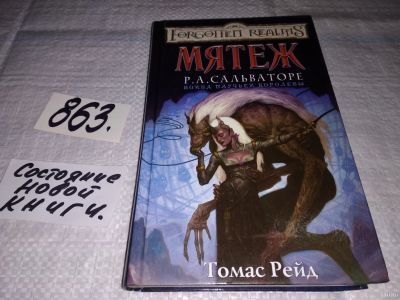 FORGOTTEN REALMS
МЯТЕЖ
Р.А.САЛЬВАТОРЕ
ВОЙНА ПАУЧЬЕЙ КОРОЛЕВЫ
863.
Состояние
новой
книги.
Томас Рейд